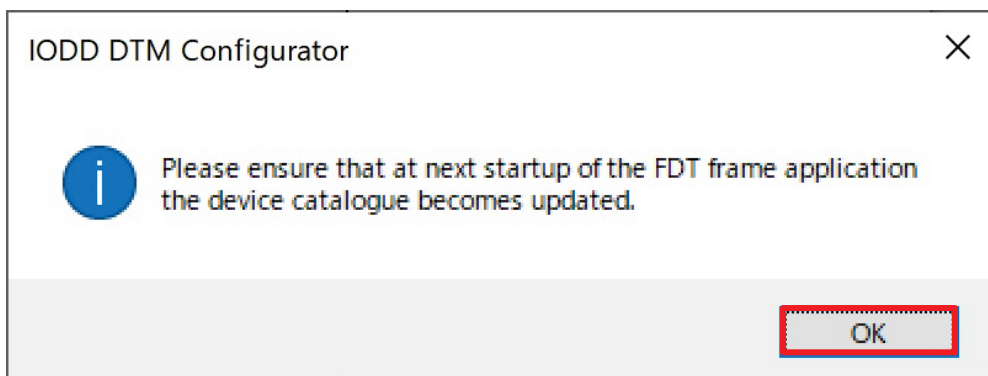 IODD DTM Configurator
Please ensure that at next startup of the FDT frame application
the device catalogue becomes updated.
OK